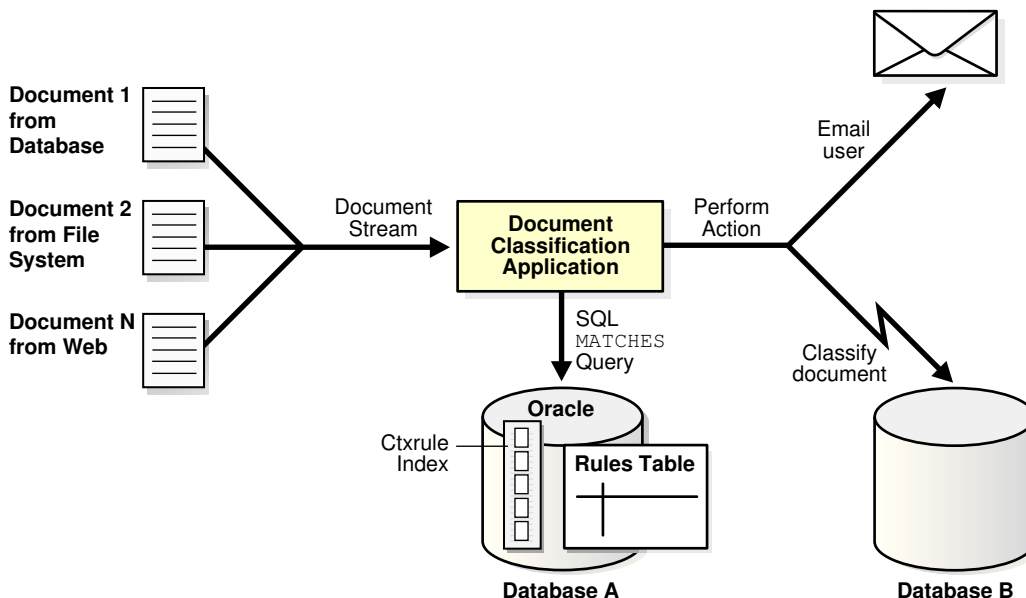 Document 1
from
Database
Document 2
from File
System
Document N
from Web
Document
Stream
Document
Classification
Application
Perform
Action
Email
user
Classify
document
SQL
MATCHES
Query
Oracle
Ctxrule
Index
Rules Table
Database A
Database B